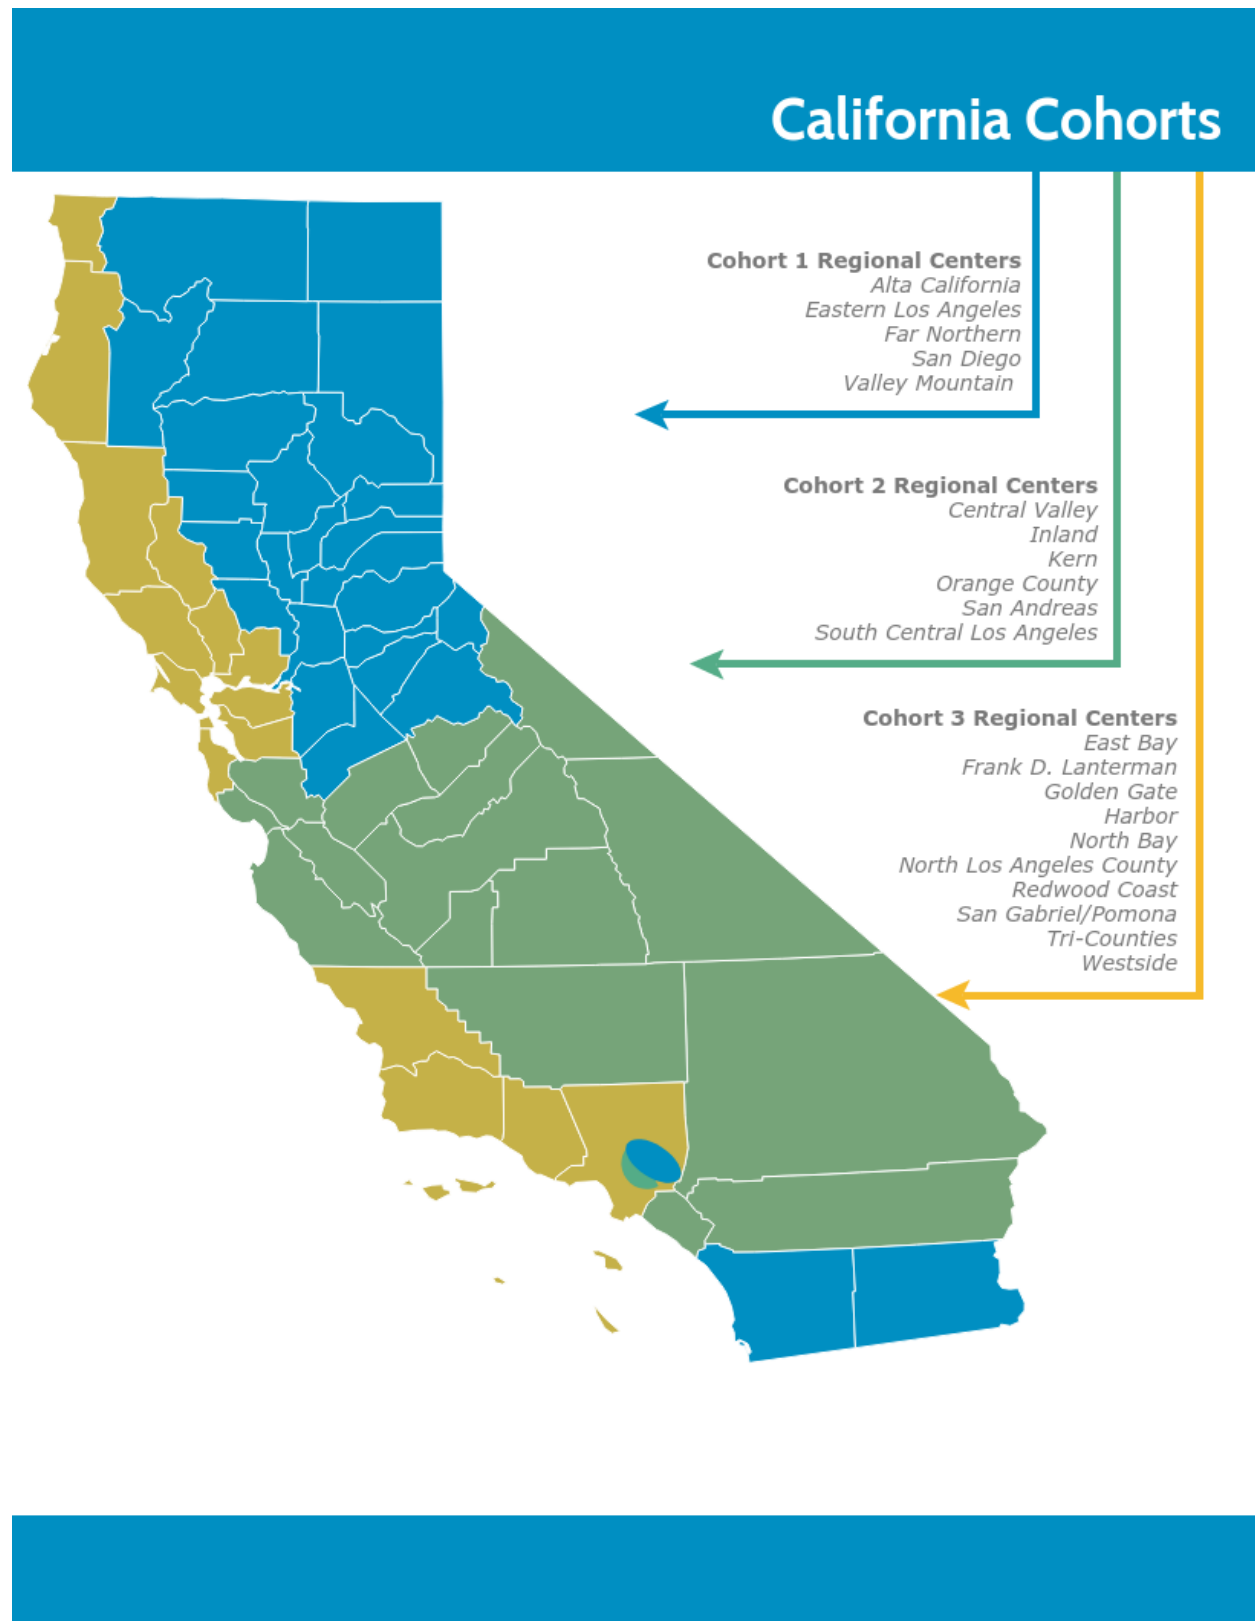 California Cohorts
Cohort 1 Regional Centers
Alta California
Eastern Los Angeles
Far Northern
San Diego
Valley Mountain
Cohort 2 Regional Centers
Central Valley
Inland
Kern
Orange County
San Andreas
South Central Los Angeles
Cohort 3 Regional Centers
East Bay
Frank D. Lanterman
Golden Gate
Harbor
North Bay
North Los Angeles County
Redwood Coast
San Gabriel/Pomona
Tri-Counties
Westside